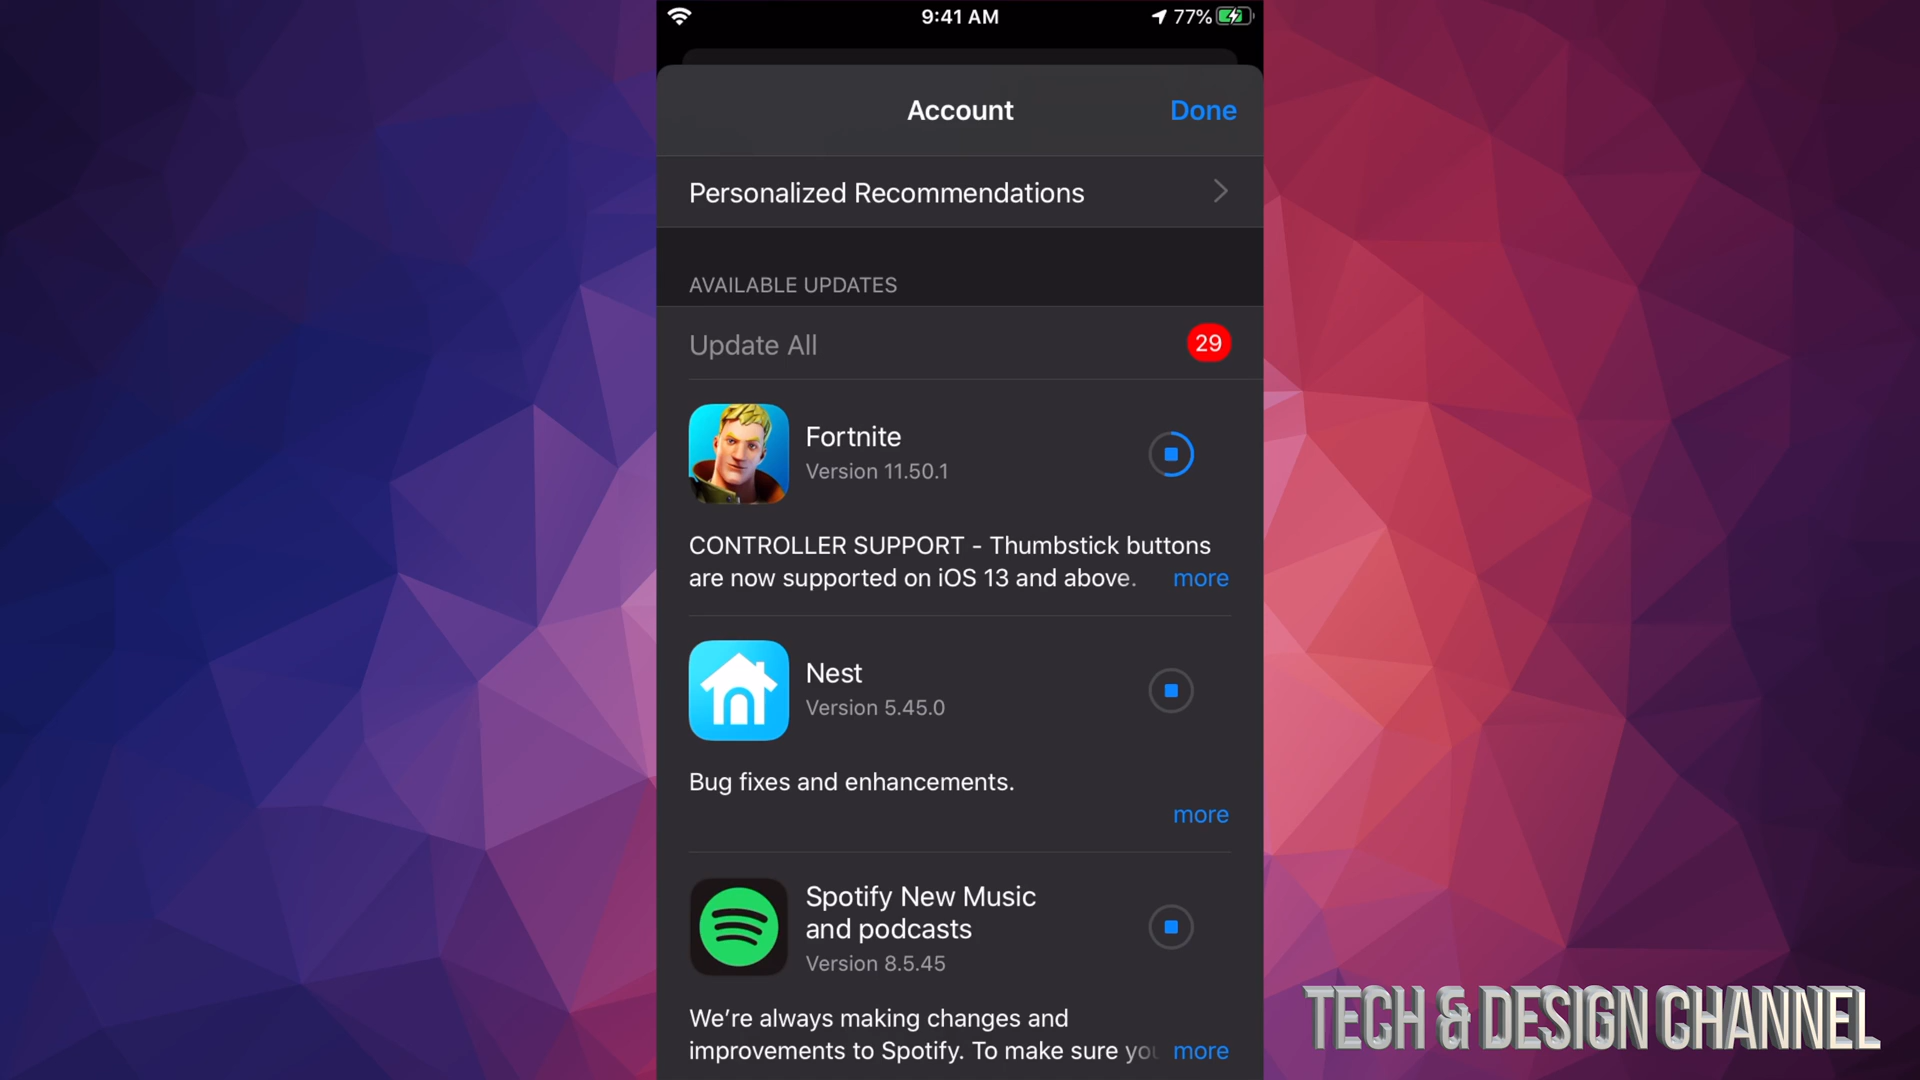 9:41 AM
77%
Account
Done
Personalized Recommendations
AVAILABLE UPDATES
Update All
29
Fortnite
Version 11.50.1
CONTROLLER SUPPORT - Thumbstick buttons
are now supported on iOS 13 and above. more
Nest
Version 5.45.0
Bug fixes and enhancements.
more
Spotify New Music
and podcasts
Version 8.5.45
We’re always making changes and
improvements to Spotify. To make sure you more
TECH & DESIGN CHANNEL